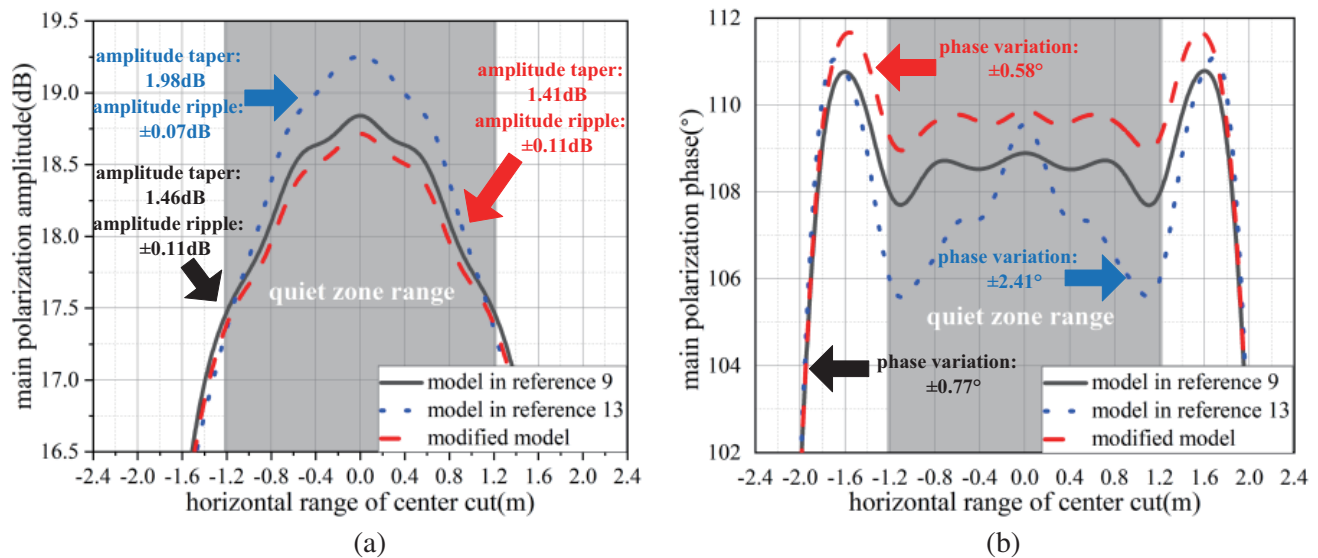 19.5
19.0
18.5
18.0
17.5
17.0
16.5
main polarization amplitude(dB)
amplitude taper:
1.98dB
amplitude ripple:
±0.07dB
amplitude taper:
1.46dB
amplitude ripple:
±0.11dB
amplitude taper:
1.41dB
amplitude ripple:
±0.11dB
quiet zone range
model in reference 9
model in reference 13
modified model
-2.4 -2.0 -1.6 -1.2 -0.8 -0.4 0.0 0.4 0.8 1.2 1.6 2.0 2.4
horizontal range of center cut(m)
(a)
112
110
108
106
104
102
main polarization phase(°)
phase variation:
±0.58°
phase variation:
±2.41°
quiet zone range
phase variation:
±0.77°
model in reference 9
model in reference 13
modified model
-2.4 -2.0 -1.6 -1.2 -0.8 -0.4 0.0 0.4 0.8 1.2 1.6 2.0 2.4
horizontal range of center cut(m)
(b)